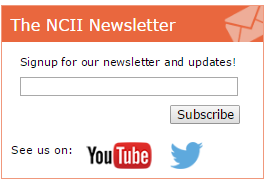 The NCII Newsletter
Signup for our newsletter and updates!
Subscribe
See us on: YouTube